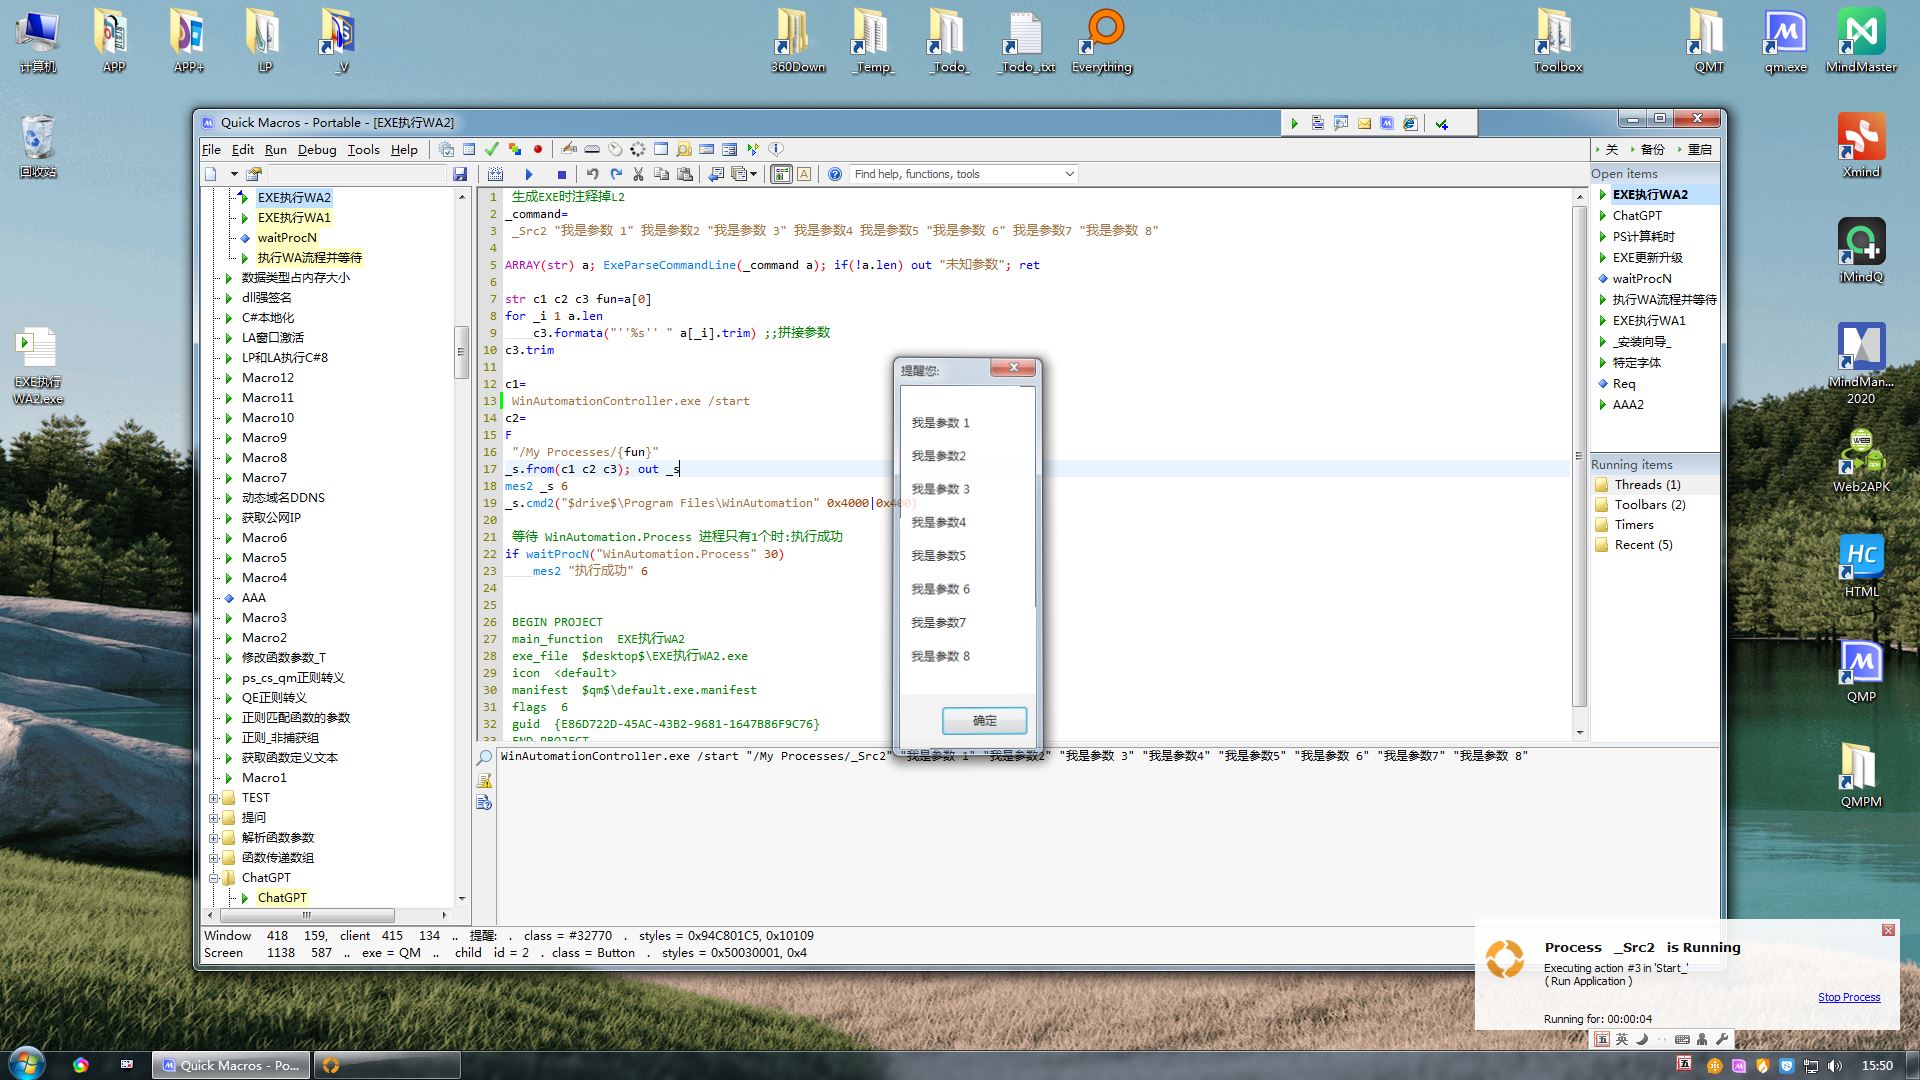 计算机
APP
APP+
LP
_V
360Down
_Temp_
_Todo_
_Todo_.txt
Everything
Toolbox
QMT
qm.exe
MindMaster
回收站
EXE执行
WA2.exe
Xmind
iMindQ
MindMan...
2020
Web2APK
HTML
QMP
QMPM
Quick Macros - Portable - [EXE执行WA2]
File Edit Run Debug Tools Help
关 备份 重启
Find help, functions, tools
EXE执行WA2
EXE执行WA1
waitProcN
执行WA流程并等待
数据类型占内存大小
dll强签名
C#本地化
LA窗口激活
LP和LA执行C#8
Macro12
Macro11
Macro10
Macro9
Macro8
Macro7
动态域名DDNS
获取公网IP
Macro6
Macro5
Macro4
AAA
Macro3
Macro2
修改函数参数_T
ps_cs_qm正则转义
QE正则转义
正则匹配函数的参数
正则_非捕获组
获取函数定义文本
Macro1
TEST
提问
解析函数参数
函数传递数组
ChatGPT
ChatGPT
1 生成EXE时注释掉L2
2 _command=
3 _Src2 "我是参数 1" 我是参数2 "我是参数 3" 我是参数4 我是参数5 "我是参数 6" 我是参数7 "我是参数 8"
4
5 ARRAY(str) a; ExeParseCommandLine(_command a); if(!a.len) out "未知参数"; ret
6
7 str c1 c2 c3 fun=a[0]
8 for _i 1 a.len
9 c3.formata("''%s'' " a[_i].trim) ;;拼接参数
10 c3.trim
11
12 c1=
13 WinAutomationController.exe /start
14 c2=
15 F
16 "/My Processes/{fun}"
17 _s.from(c1 c2 c3); out _s
18 mes2 _s 6
19 _s.cmd2("$drive$\Program Files\WinAutomation" 0x4000|0x400)
20
21 等待 WinAutomation.Process 进程只有1个时:执行成功
22 if waitProcN("WinAutomation.Process" 30)
23 mes2 "执行成功" 6
24
25
26 BEGIN PROJECT
27 main_function EXE执行WA2
28 exe_file $desktop$\EXE执行WA2.exe
29 icon <default>
30 manifest $qm$\default.exe.manifest
31 flags 6
32 guid {E86D722D-45AC-43B2-9681-1647B86F9C76}
33 END PROJECT
提醒您:
我是参数 1
我是参数2
我是参数 3
我是参数4
我是参数5
我是参数 6
我是参数7
我是参数 8
确定
WinAutomationController.exe /start "/My Processes/_Src2" "我是参数 1" "我是参数2" "我是参数 3" "我是参数4" "我是参数5" "我是参数 6" "我是参数7" "我是参数 8"
Open items
EXE执行WA2
ChatGPT
PS计算耗时
EXE更新升级
waitProcN
执行WA流程并等待
EXE执行WA1
_安装向导_
特定字体
Req
AAA2
Running items
Threads (1)
Toolbars (2)
Timers
Recent (5)
Window 418 159, client 415 134 .. 提醒: . class = #32770 . styles = 0x94C801C5, 0x10109
Screen 1138 587 .. exe = QM .. child id = 2 . class = Button . styles = 0x50030001, 0x4
Process _Src2 is Running
Executing action #3 in 'Start_'
( Run Application )
Stop Process
Running for: 00:00:04
五 英
Quick Macros - Po...
五
15:50